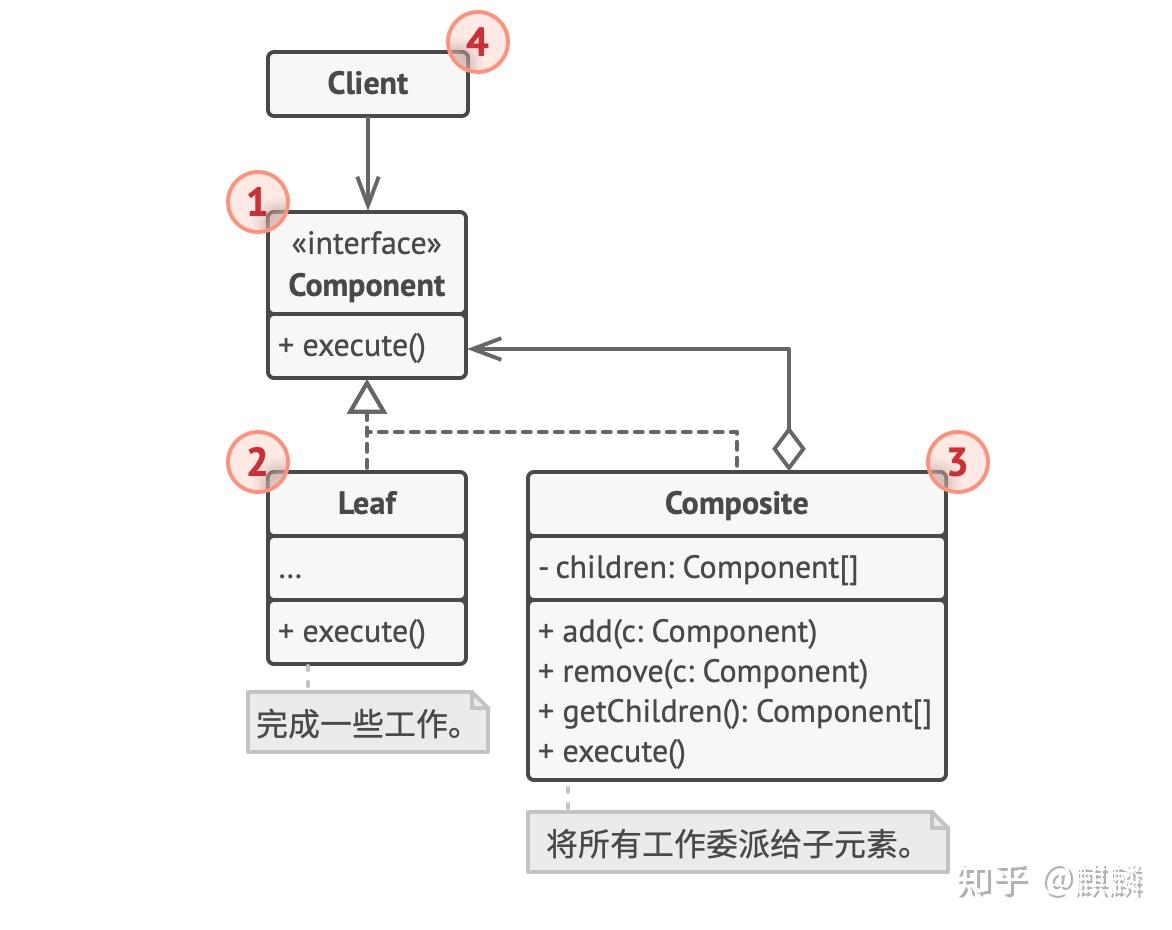 4
Client
1
«interface»
Component
+ execute()
2
Leaf
...
+ execute()
完成一些工作。
3
Composite
- children: Component[]
+ add(c: Component)
+ remove(c: Component)
+ getChildren(): Component[]
+ execute()
将所有工作委派给子元素。
知乎 @麒麟